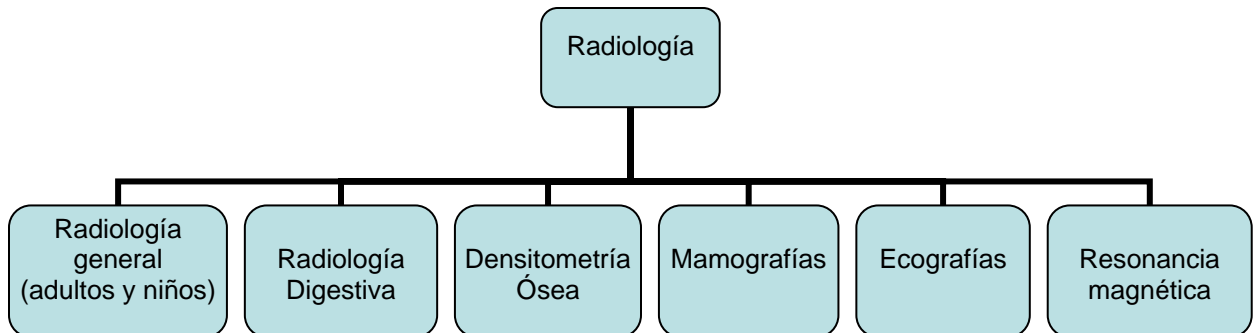 Radiología
Radiología
general
(adultos y niños)
Radiología
Digestiva
Densitometría
Ósea
Mamografías
Ecografías
Resonancia
magnética